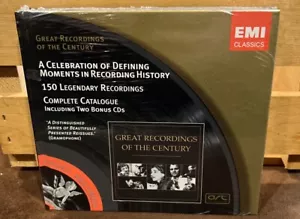 GREAT RECORDINGS
OF THE CENTURY
EMI
CLASSICS
A CELEBRATION OF DEFINING
MOMENTS IN RECORDING HISTORY
150 LEGENDARY RECORDINGS
COMPLETE CATALOGUE
INCLUDING TWO BONUS CDS
"A DISTINGUISHED
SERIES OF BEAUTIFULLY
PRESENTED REISSUES."
(GRAMOPHONE)
GREAT RECORDINGS
OF THE CENTURY
art